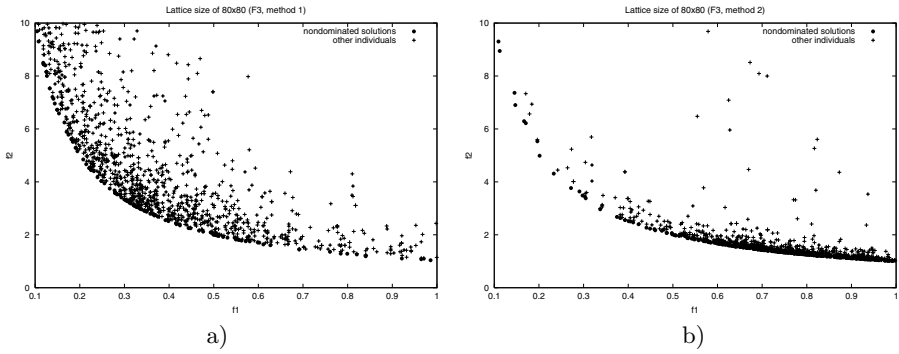 Lattice size of 80x80 (F3, method 1)
nondominated solutions
other individuals
10
8
6
4
2
0
f2
0.1 0.2 0.3 0.4 0.5 0.6 0.7 0.8 0.9 1
f1
a)
Lattice size of 80x80 (F3, method 2)
nondominated solutions
other individuals
10
8
6
4
2
0
f2
0.1 0.2 0.3 0.4 0.5 0.6 0.7 0.8 0.9 1
f1
b)